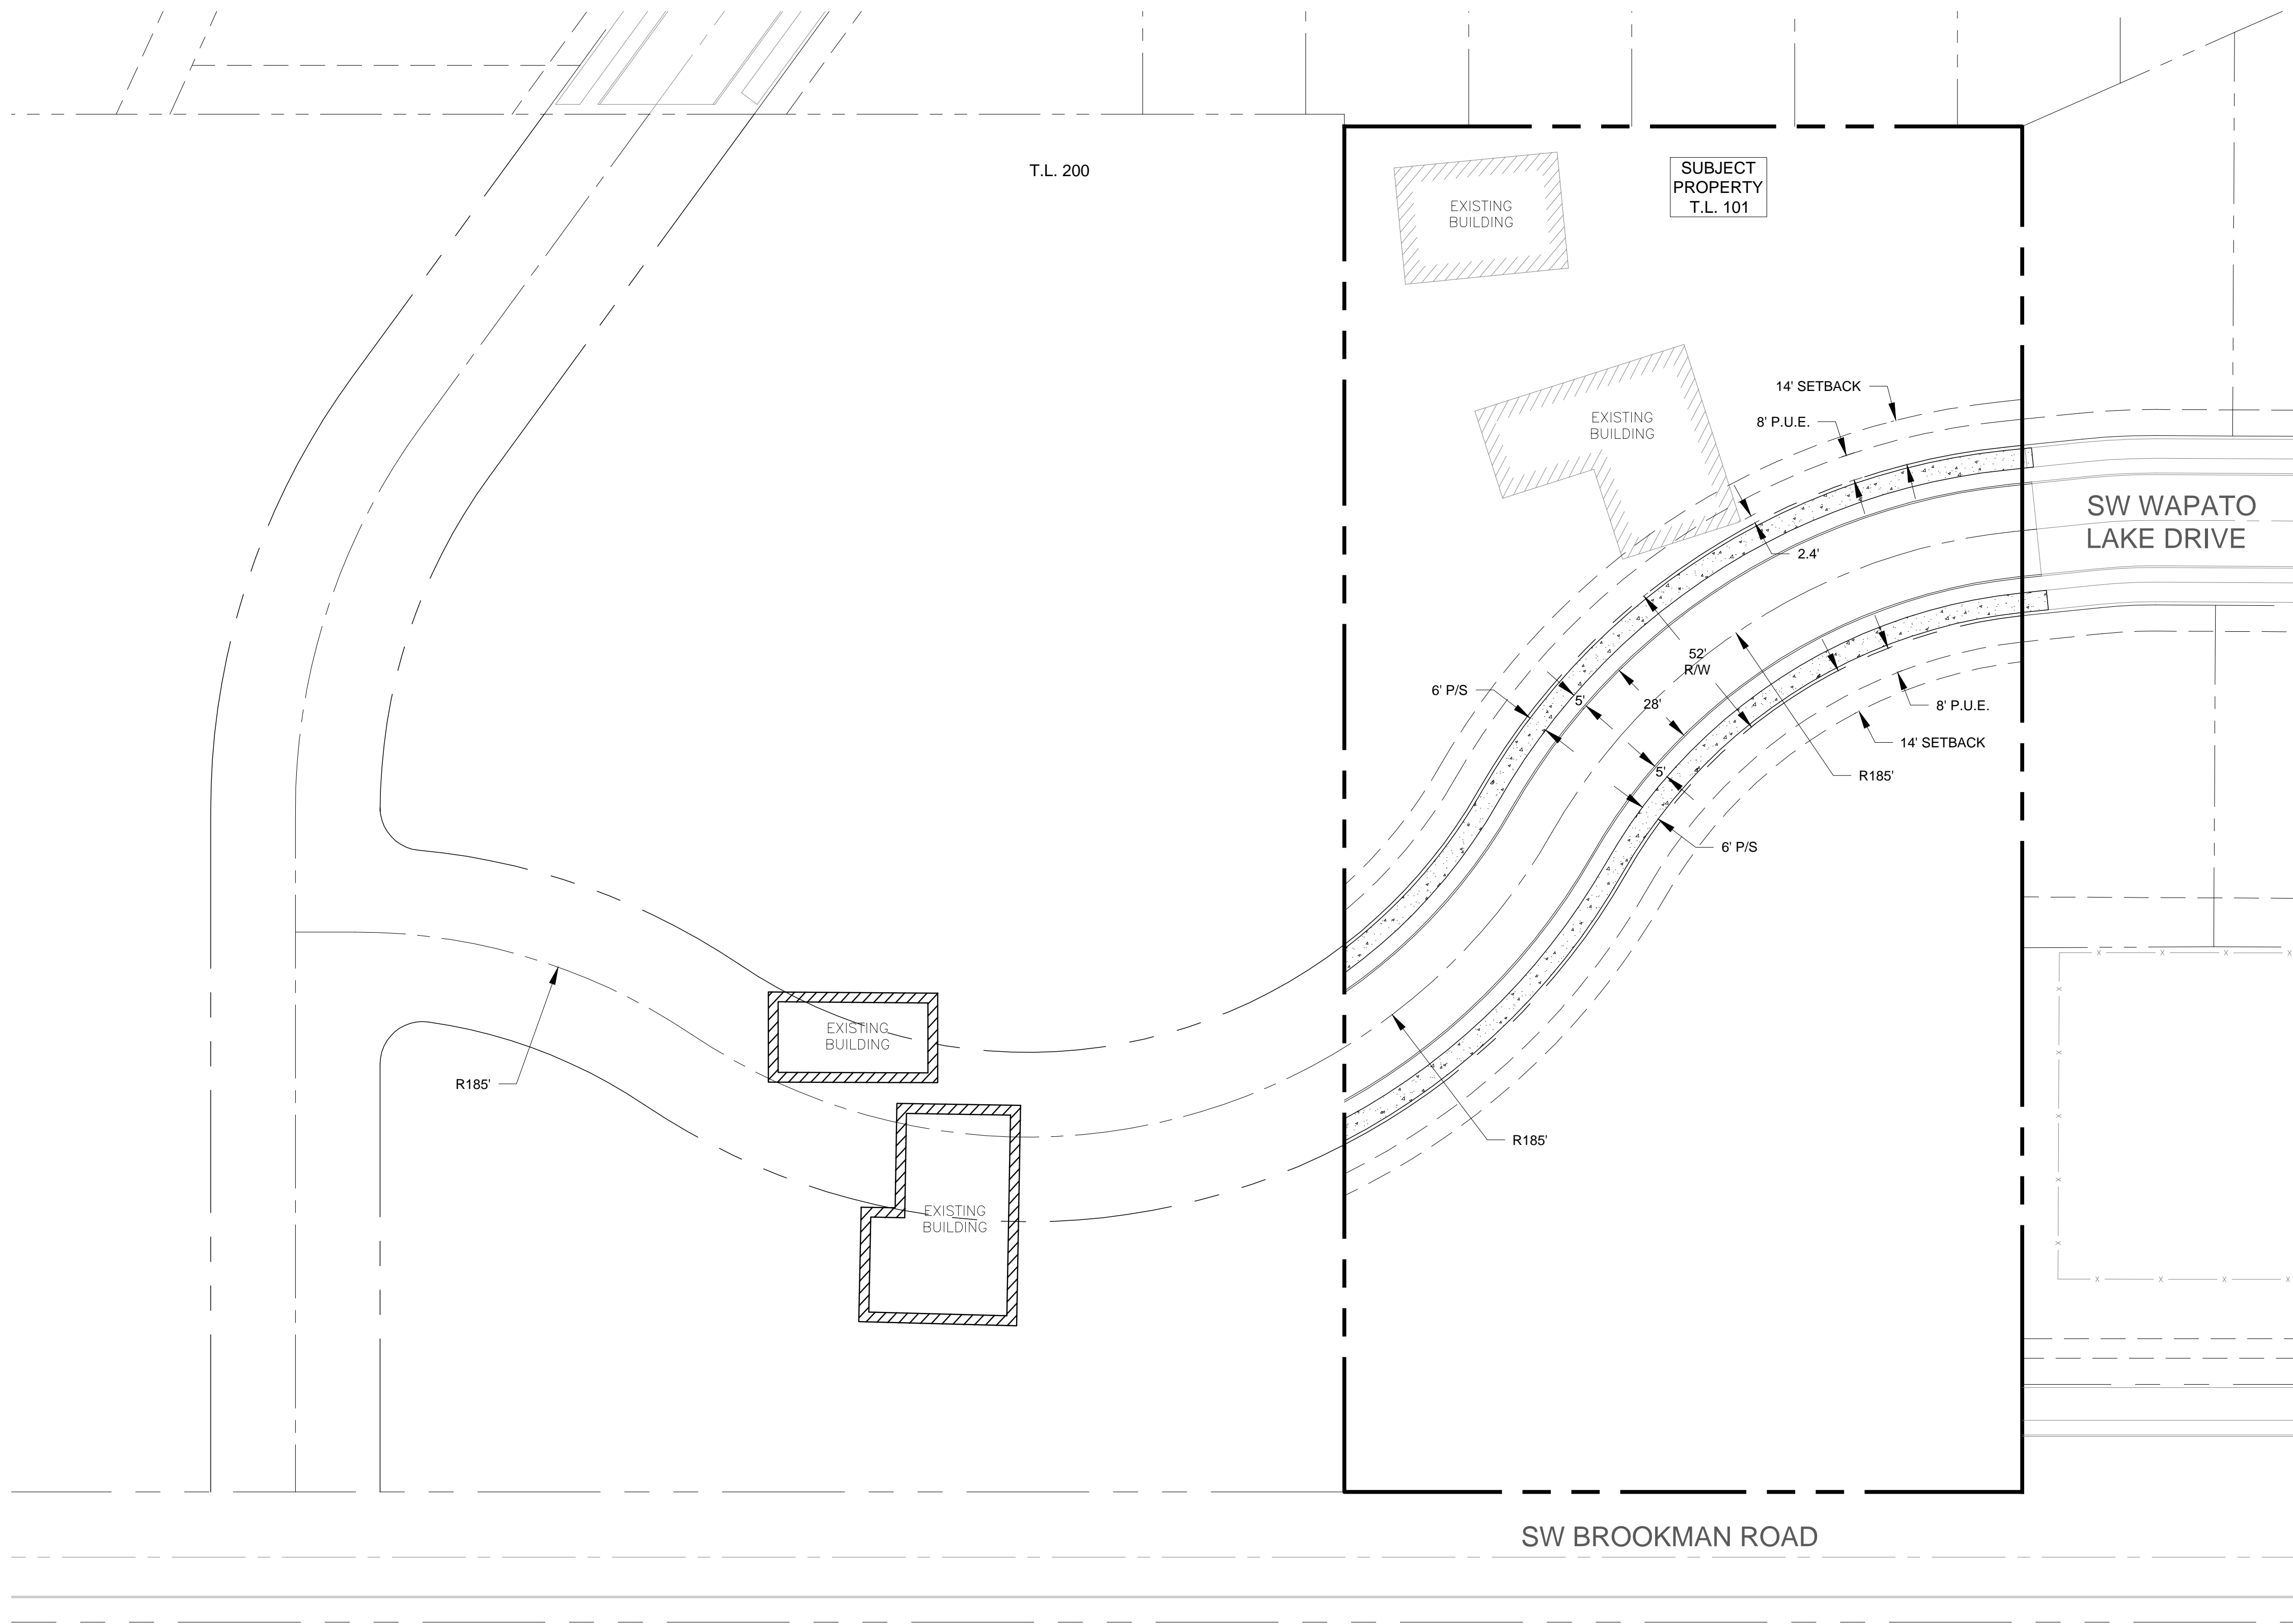 T.L. 200
SUBJECT
PROPERTY
T.L. 101
EXISTING
BUILDING
14' SETBACK
EXISTING
BUILDING
8' P.U.E.
SW WAPATO
LAKE DRIVE
2.4'
52'
R/W
6' P/S
5'
28'
8' P.U.E.
14' SETBACK
5'
R185'
6' P/S
EXISTING
BUILDING
R185'
R185'
EXISTING
BUILDING
SW BROOKMAN ROAD